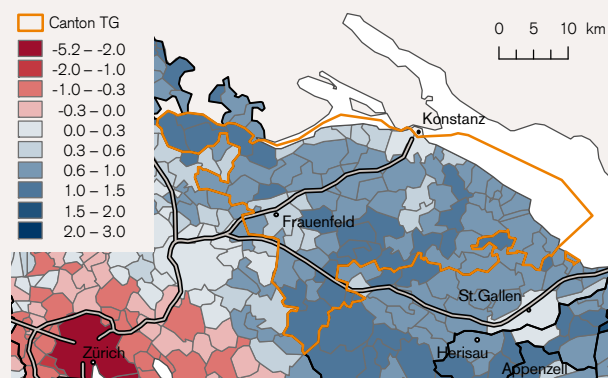 Canton TG
-5.2 – -2.0
-2.0 – -1.0
-1.0 – -0.3
-0.3 – 0.0
0.0 – 0.3
0.3 – 0.6
0.6 – 1.0
1.0 – 1.5
1.5 – 2.0
2.0 – 3.0
0 5 10 km
Konstanz
Frauenfeld
St.Gallen
Zürich
Herisau
Appenzell